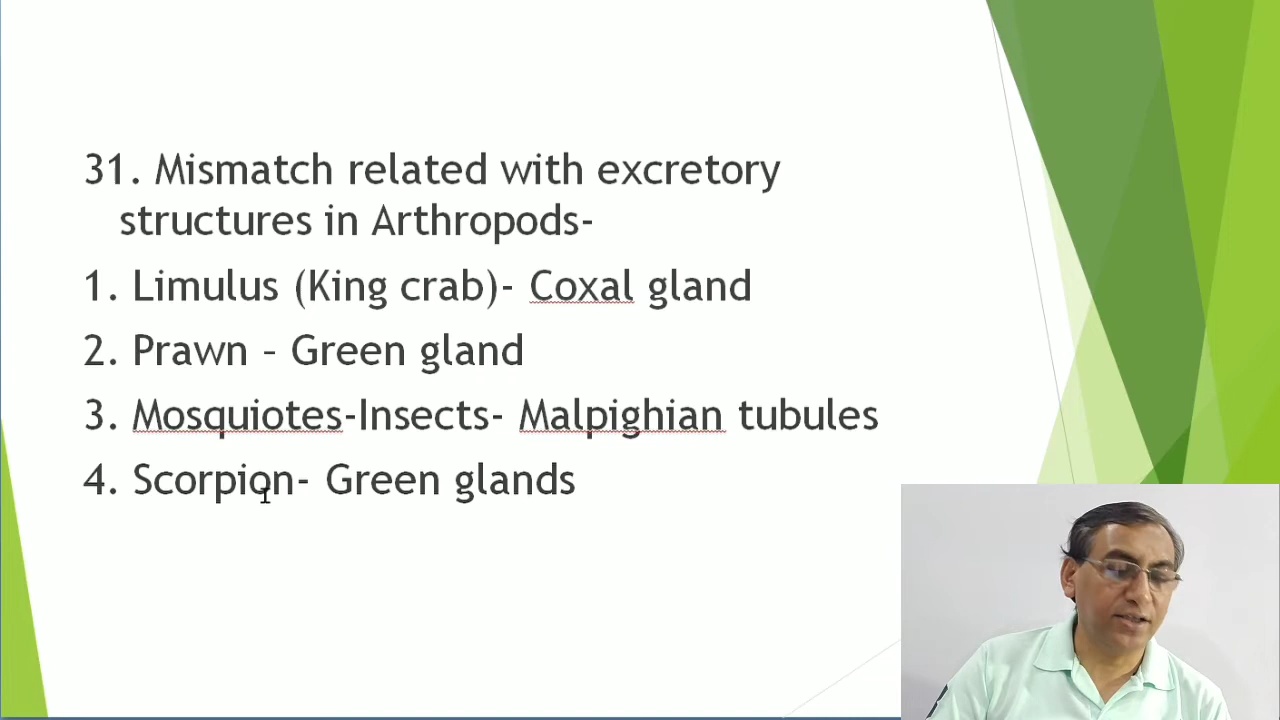 31. Mismatch related with excretory
structures in Arthropods-
1. Limulus (King crab)- Coxal gland
2. Prawn – Green gland
3. Mosquiotes-Insects- Malpighian tubules
4. Scorpion- Green glands